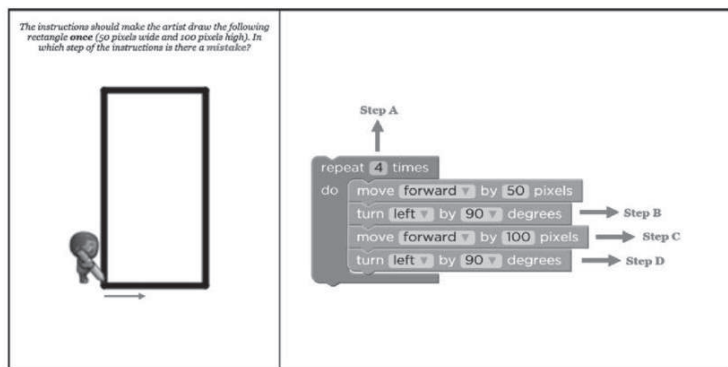 The instructions should make the artist draw the following
rectangle once (50 pixels wide and 100 pixels high). In
which step of the instructions is there a mistake?
Step A
repeat 4 times
do move forward by 50 pixels
turn left by 90 degrees Step B
move forward by 100 pixels Step C
turn left by 90 degrees Step D